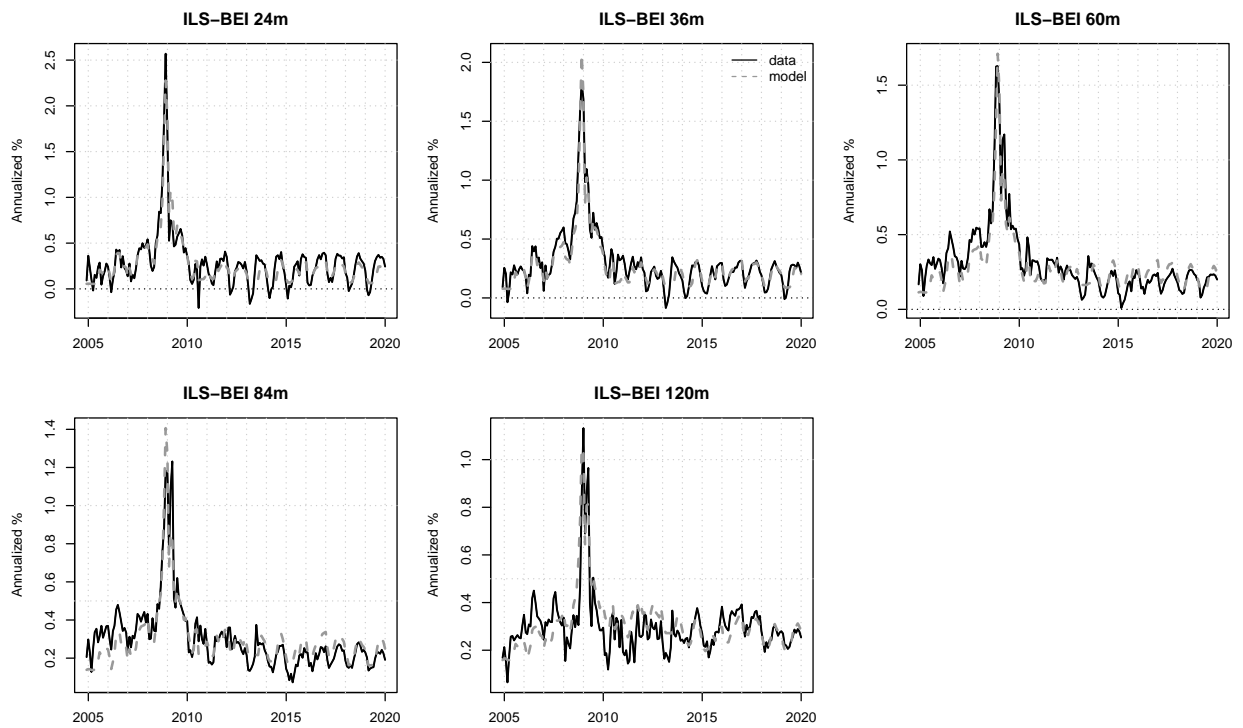 ILS−BEI 24m
Annualized %
0.0 0.5 1.0 1.5 2.0 2.5
2005 2010 2015 2020
ILS−BEI 36m
Annualized %
0.0 0.5 1.0 1.5 2.0
2005 2010 2015 2020
data
model
ILS−BEI 60m
Annualized %
0.0 0.5 1.0 1.5
2005 2010 2015 2020
ILS−BEI 84m
Annualized %
0.2 0.4 0.6 0.8 1.0 1.2 1.4
2005 2010 2015 2020
ILS−BEI 120m
Annualized %
0.2 0.4 0.6 0.8 1.0
2005 2010 2015 2020